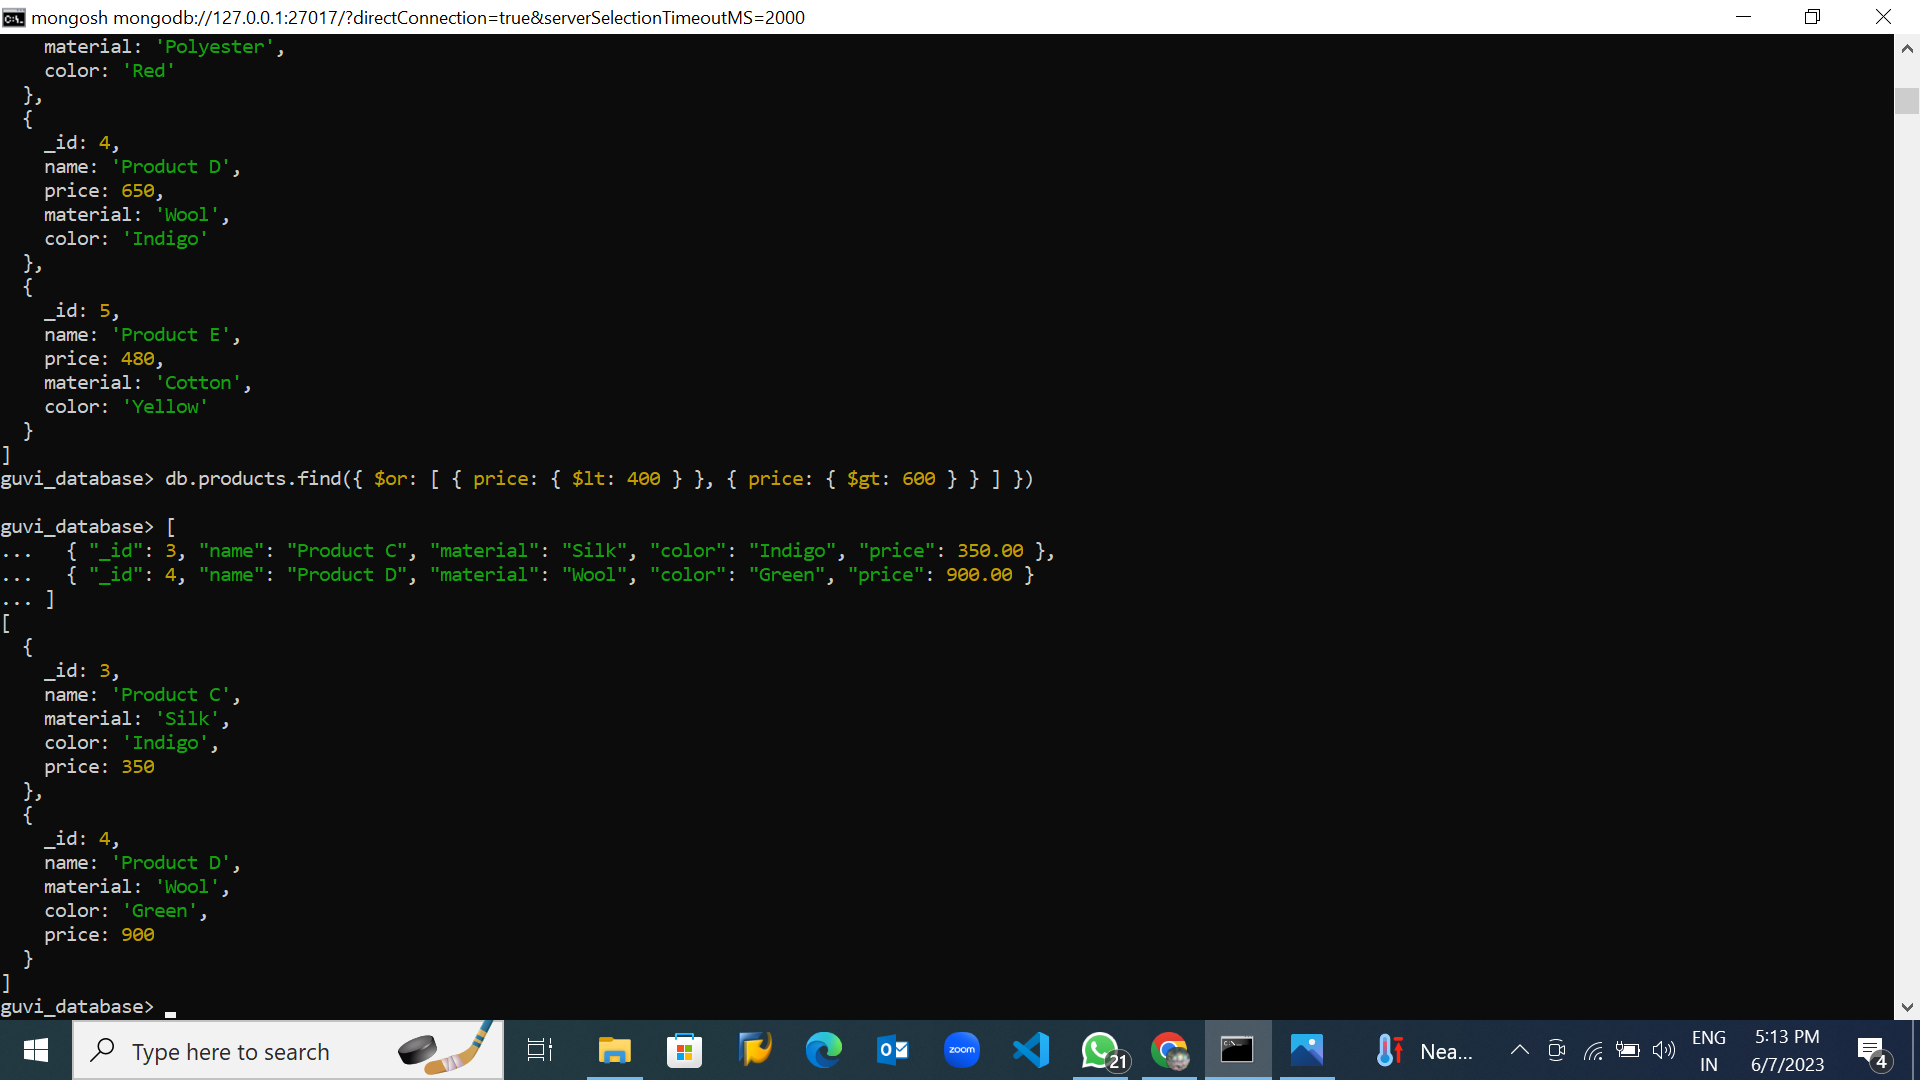 mongosh mongodb://127.0.0.1:27017/?directConnection=true&serverSelectionTimeoutMS=2000
    material: 'Polyester',
    color: 'Red'
  },
  {
    _id: 4,
    name: 'Product D',
    price: 650,
    material: 'Wool',
    color: 'Indigo'
  },
  {
    _id: 5,
    name: 'Product E',
    price: 480,
    material: 'Cotton',
    color: 'Yellow'
  }
]
guvi_database> db.products.find({ $or: [ { price: { $lt: 400 } }, { price: { $gt: 600 } } ] })
guvi_database> [
...   { "_id": 3, "name": "Product C", "material": "Silk", "color": "Indigo", "price": 350.00 },
...   { "_id": 4, "name": "Product D", "material": "Wool", "color": "Green", "price": 900.00 }
... ]
[
  {
    _id: 3,
    name: 'Product C',
    material: 'Silk',
    color: 'Indigo',
    price: 350
  },
  {
    _id: 4,
    name: 'Product D',
    material: 'Wool',
    color: 'Green',
    price: 900
  }
]
guvi_database>
Type here to search
zoom
21
Nea...
ENG
IN
5:13 PM
6/7/2023
4